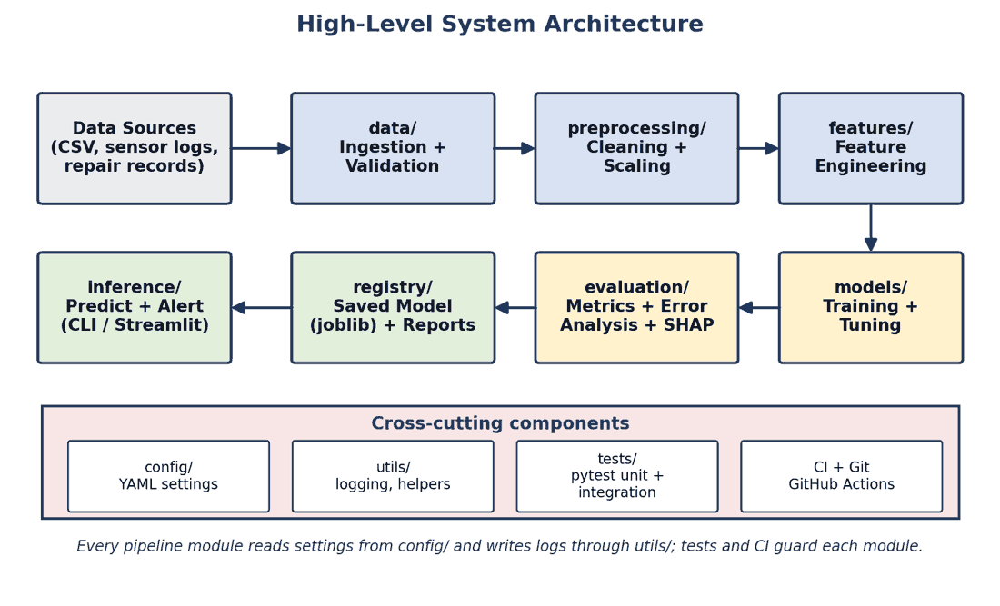 High-Level System Architecture
Data Sources
(CSV, sensor logs,
repair records)
data/
Ingestion +
Validation
preprocessing/
Cleaning +
Scaling
features/
Feature
Engineering
inference/
Predict + Alert
(CLI / Streamlit)
registry/
Saved Model
(joblib) + Reports
evaluation/
Metrics + Error
Analysis + SHAP
models/
Training +
Tuning
Cross-cutting components
config/
YAML settings
utils/
logging, helpers
tests/
pytest unit +
integration
CI + Git
GitHub Actions
Every pipeline module reads settings from config/ and writes logs through utils/; tests and CI guard each module.